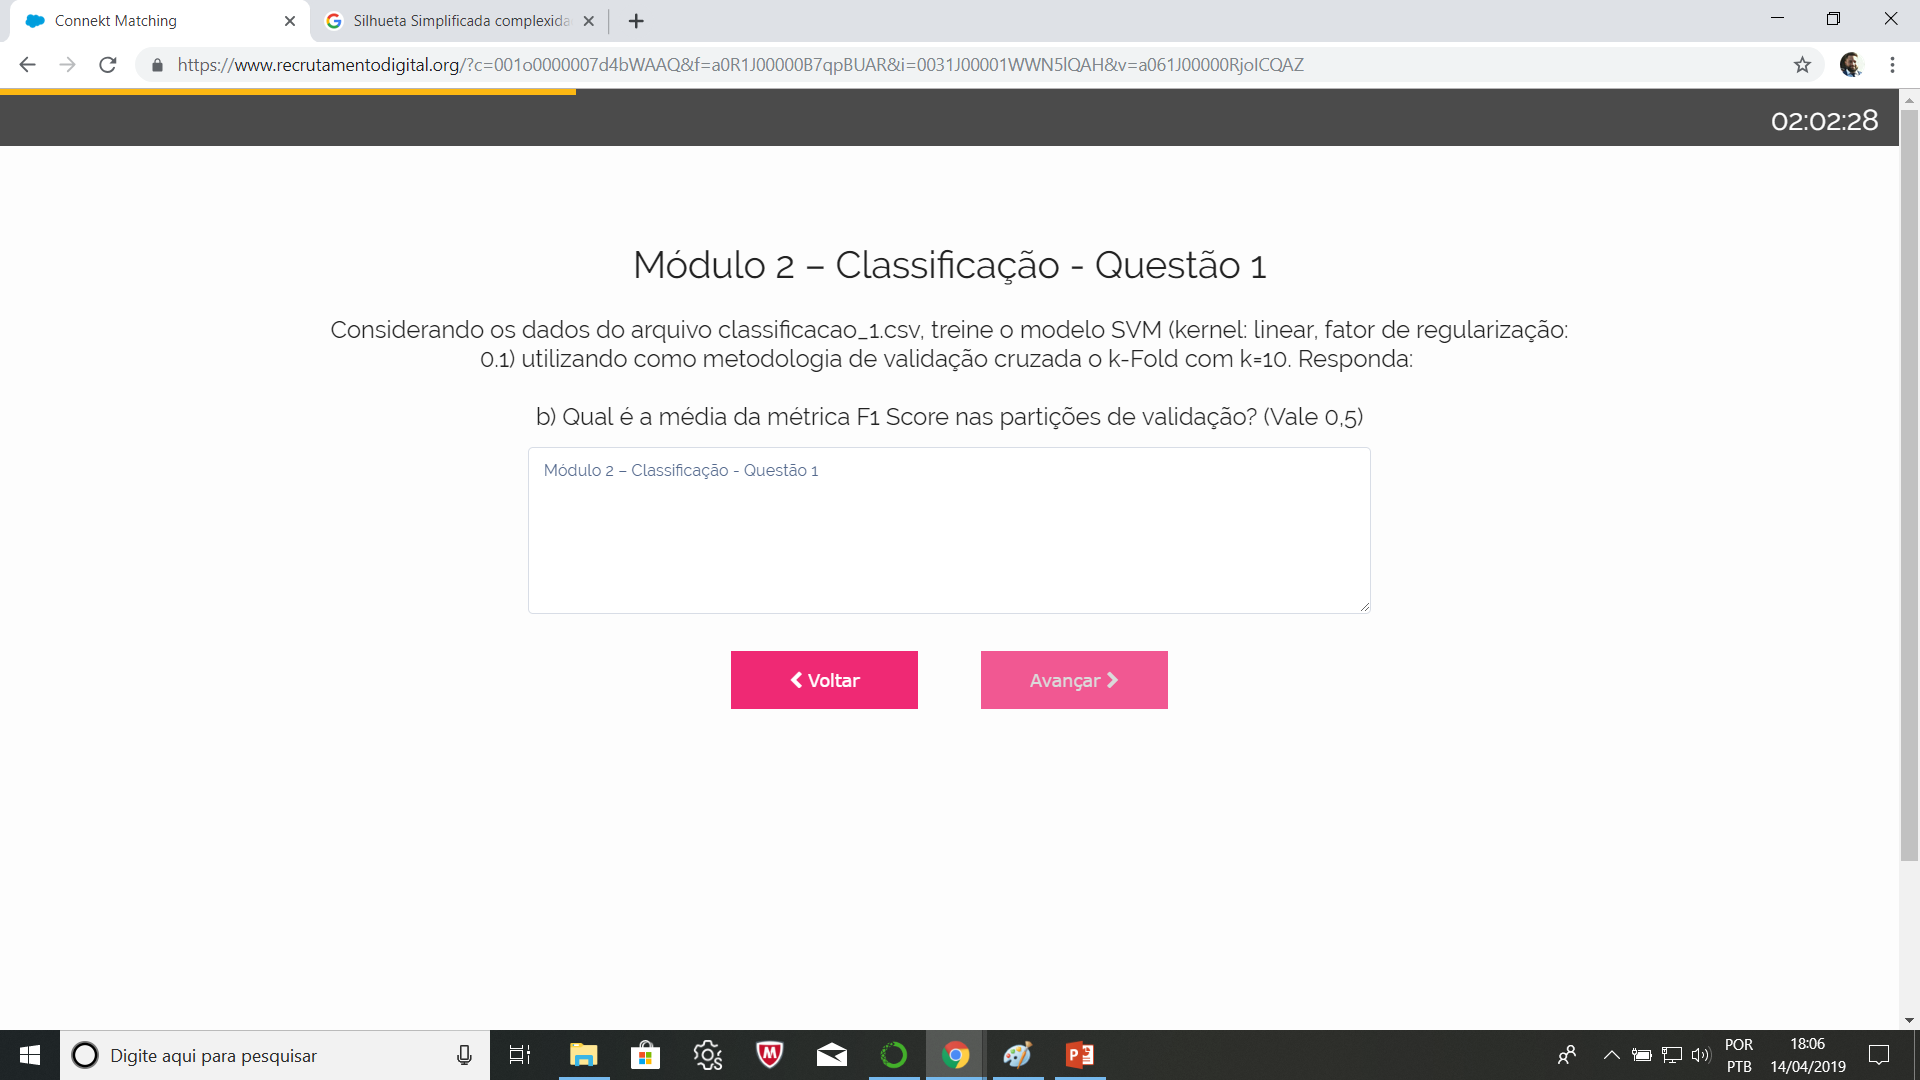 Connekt Matching
Silhueta Simplificada complexida
https://www.recrutamentodigital.org/?c=001o0000007d4bWAAQ&f=a0R1J00000B7qpBUAR&i=0031J00001WWN5lQAH&v=a061J00000RjoICQAZ
02:02:28
Módulo 2 – Classificação - Questão 1
Considerando os dados do arquivo classificacao_1.csv, treine o modelo SVM (kernel: linear, fator de regularização:
0.1) utilizando como metodologia de validação cruzada o k-Fold com k=10. Responda:
b) Qual é a média da métrica F1 Score nas partições de validação? (Vale 0,5)
Módulo 2 – Classificação - Questão 1
Voltar
Avançar
Digite aqui para pesquisar
POR
PTB
18:06
14/04/2019